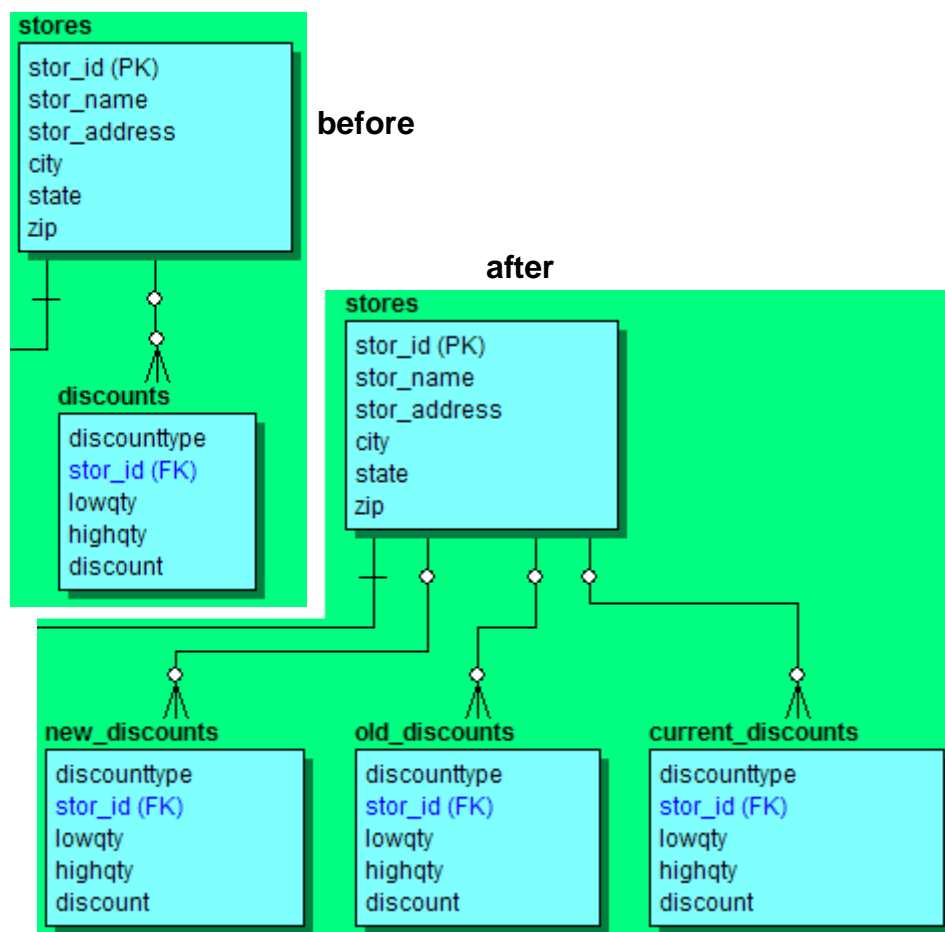 stores
stor_id (PK)
stor_name
stor_address
city
state
zip
before
discounts
discounttype
stor_id (FK)
lowqty
highqty
discount
after
stores
stor_id (PK)
stor_name
stor_address
city
state
zip
new_discounts
discounttype
stor_id (FK)
lowqty
highqty
discount
old_discounts
discounttype
stor_id (FK)
lowqty
highqty
discount
current_discounts
discounttype
stor_id (FK)
lowqty
highqty
discount